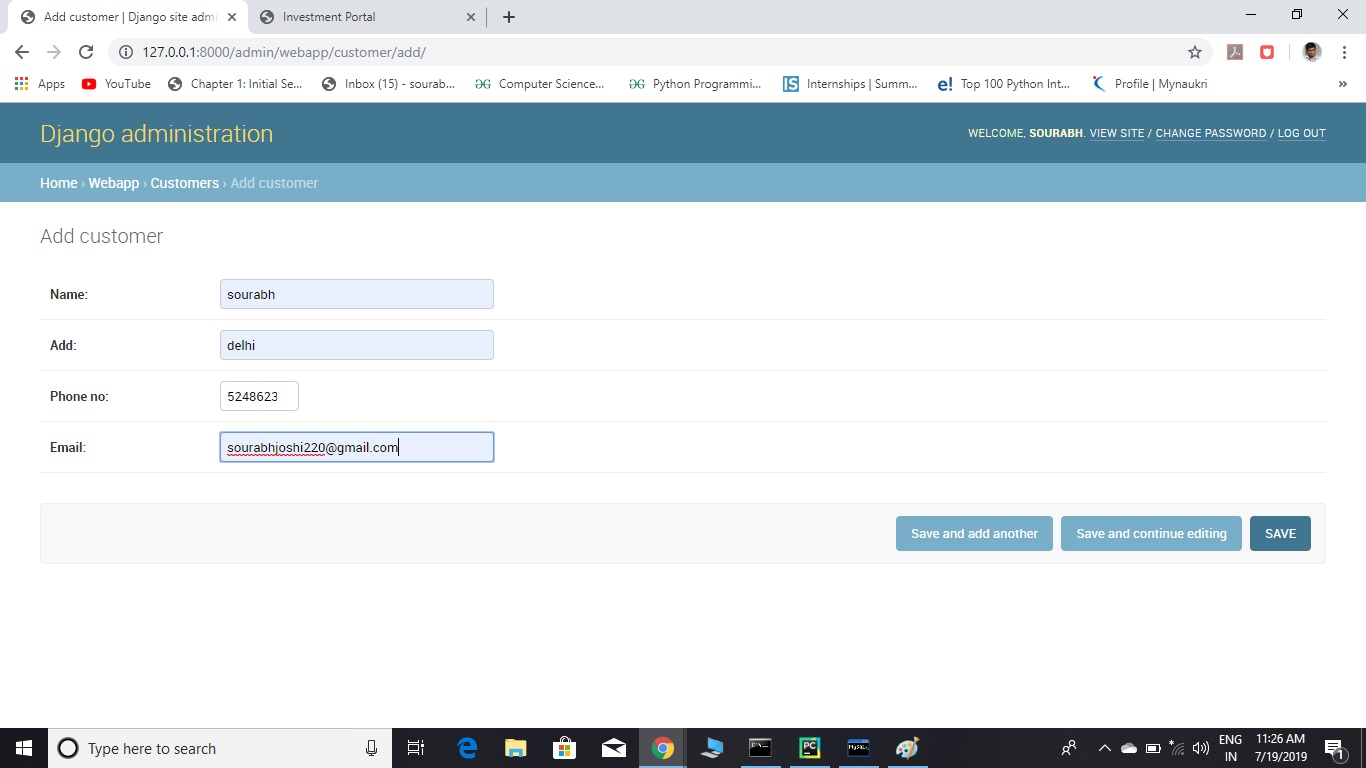 Add customer | Django site admi
Investment Portal
127.0.0.1:8000/admin/webapp/customer/add/
Apps
YouTube
Chapter 1: Initial Se...
Inbox (15) - sourab...
Computer Science...
Python Programmi...
IS
Internships | Summ...
e!
Top 100 Python Int...
Profile | Mynaukri
»
Django administration
WELCOME, SOURABH. VIEW SITE / CHANGE PASSWORD / LOG OUT
Home › Webapp › Customers › Add customer
Add customer
Name: sourabh
Add: delhi
Phone no: 5248623
Email: sourabhjoshi220@gmail.com
Save and add another
Save and continue editing
SAVE
Type here to search
PC
MySQL
ENG
IN
11:26 AM
7/19/2019
1